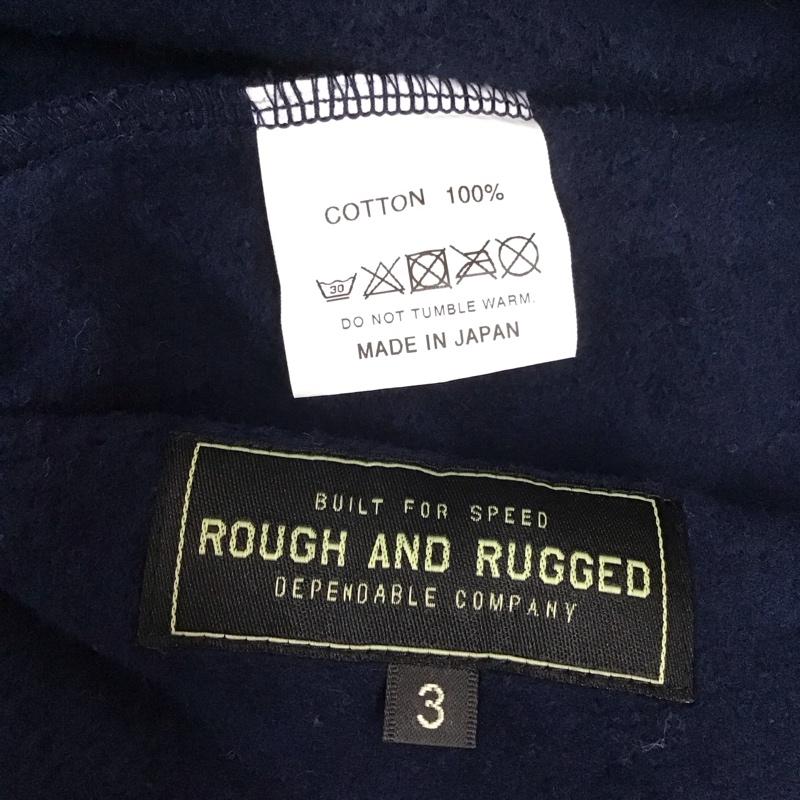 COTTON 100%
30
DO NOT TUMBLE WARM.
MADE IN JAPAN
BUILT FOR SPEED
ROUGH AND RUGGED
DEPENDABLE COMPANY
3